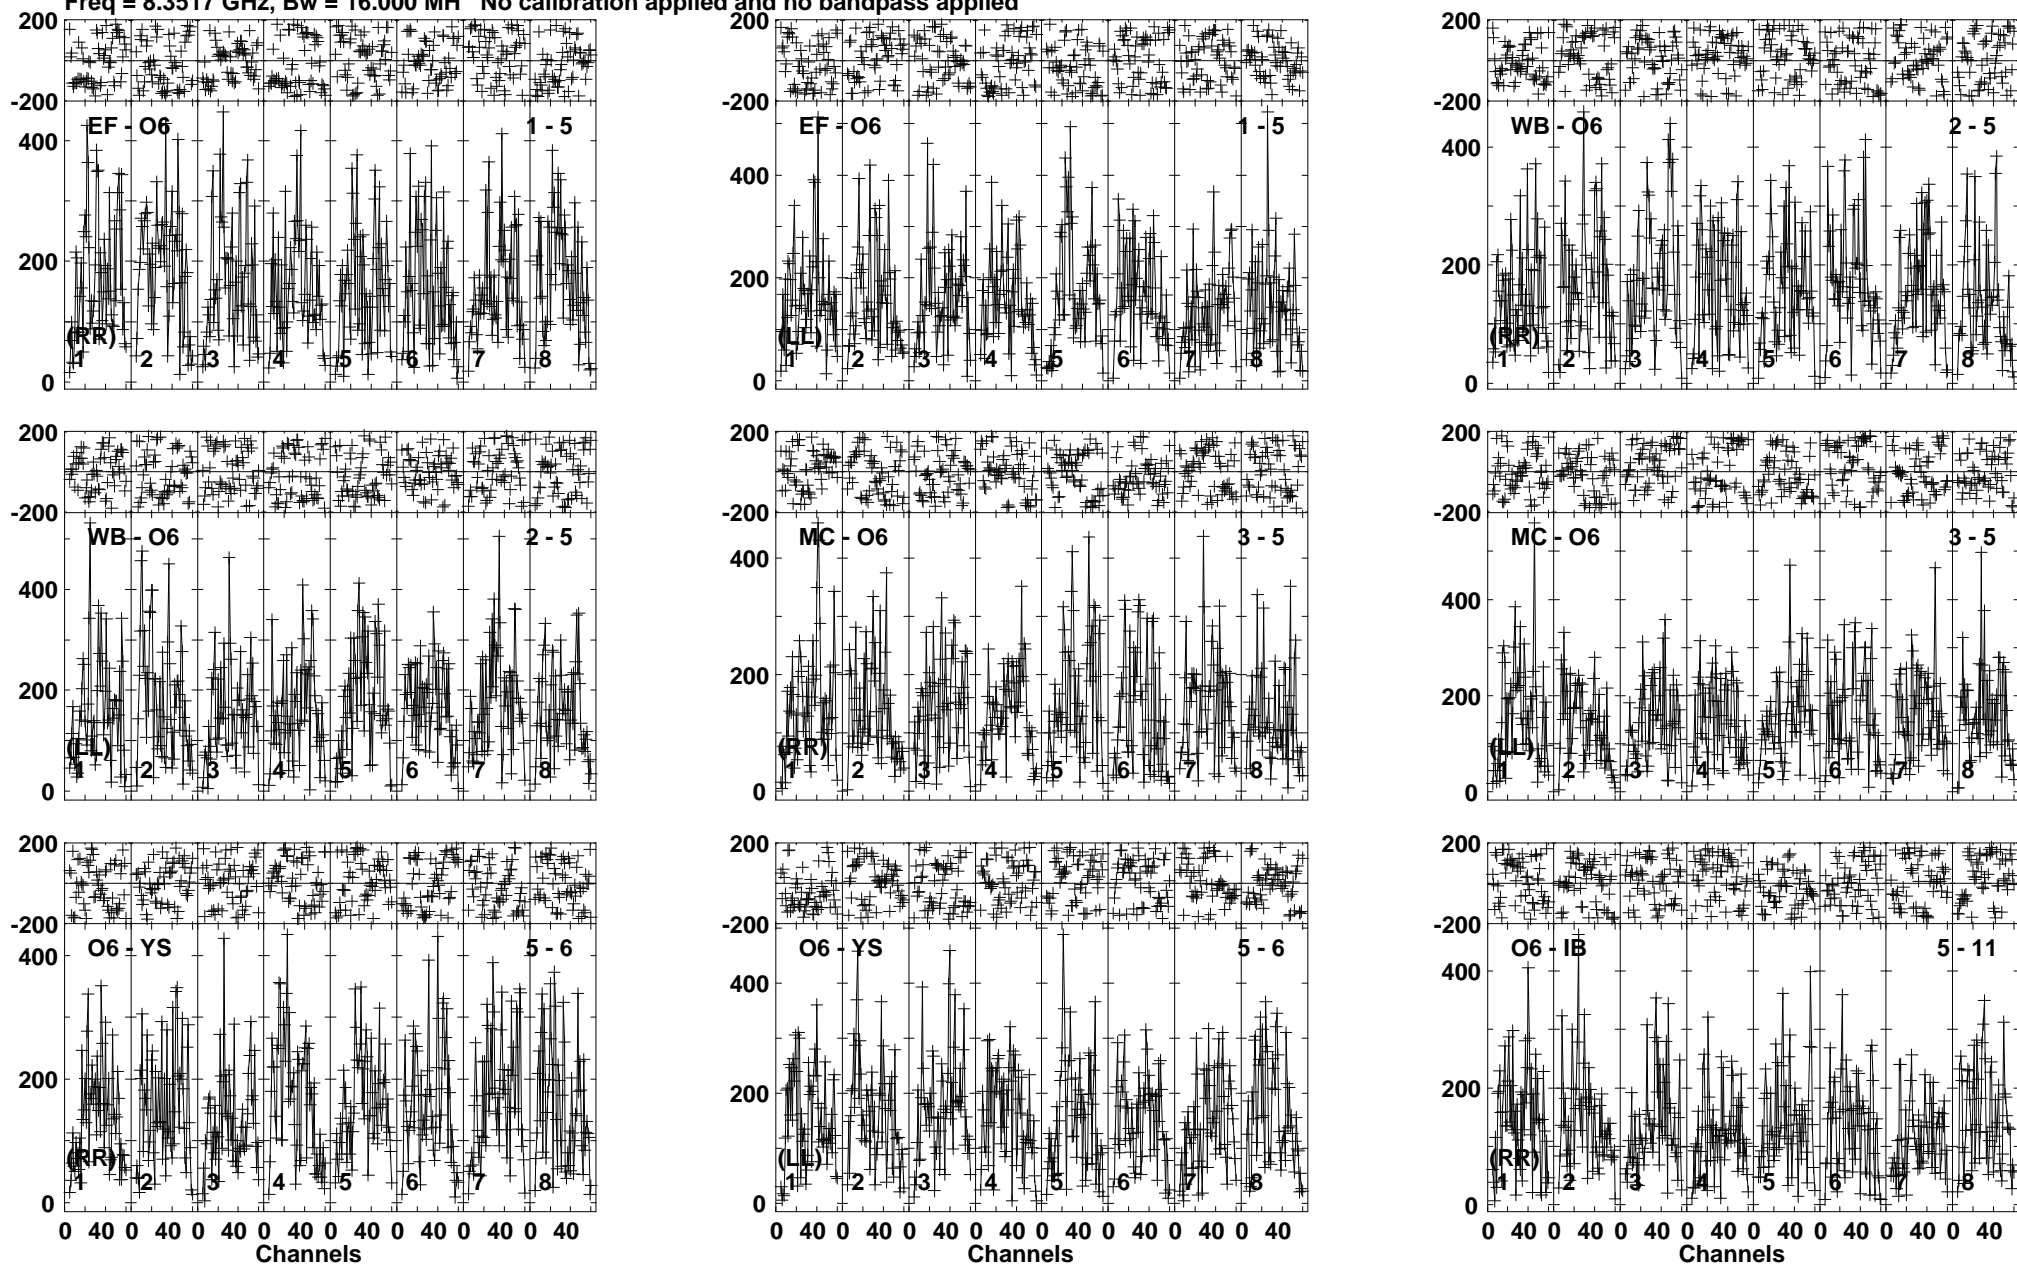 Freq = 8.3517 GHz, Bw = 16.000 MH No calibration applied and no bandpass applied
200 200 200
-200 -200 -200
EF - O6 1 - 5 EF - O6 1 - 5 WB - O6 2 - 5
400 400 400
200 200 200
(RR) (LL) (RR)
1 2 3 4 5 6 7 8 1 2 3 4 5 6 7 8 1 2 3 4 5 6 7 8
0 0 0
200 200 200
-200 -200 -200
WB - O6 2 - 5 MC - O6 3 - 5 MC - O6 3 - 5
400 400 400
200 200 200
(LL) (RR) (LL)
1 2 3 4 5 6 7 8 1 2 3 4 5 6 7 8 1 2 3 4 5 6 7 8
0 0 0
200 200 200
-200 -200 -200
O6 - YS 5 - 6 O6 - YS 5 - 6 O6 - IB 5 - 11
400 400 400
200 200 200
(RR) (LL) (RR)
1 2 3 4 5 6 7 8 1 2 3 4 5 6 7 8 1 2 3 4 5 6 7 8
0 0 0
0 40 0 40 0 40 0 40 0 40 0 40 0 40 0 40 0 40 0 40 0 40 0 40 0 40 0 40 0 40 0 40 0 40 0 40 0 40 0 40 0 40 0 40 0 40 0 40
Channels Channels Channels